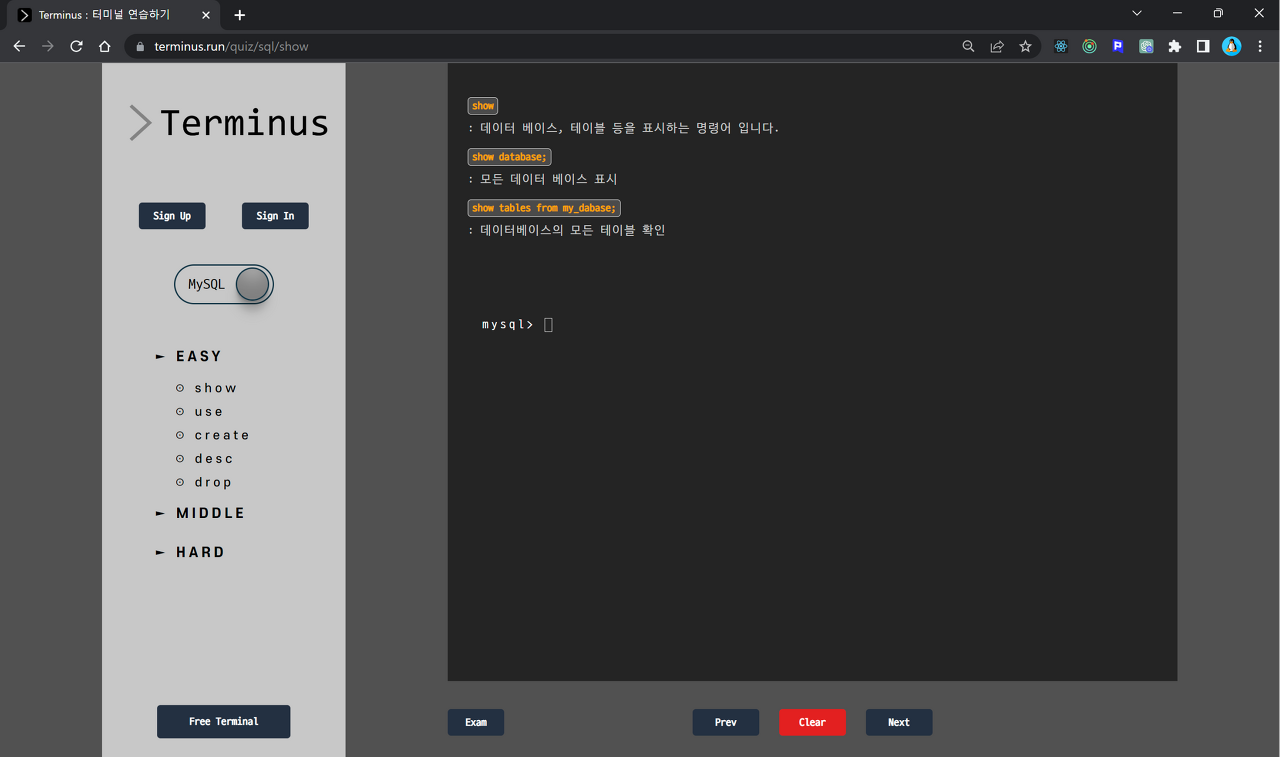 Terminus : 터미널 연습하기
terminus.run/quiz/sql/show
Terminus
Sign Up
Sign In
MySQL
EASY
show
use
create
desc
drop
MIDDLE
HARD
Free Terminal
show
: 데이터 베이스, 테이블 등을 표시하는 명령어 입니다.
show database;
: 모든 데이터 베이스 표시
show tables from my_dabase;
: 데이터베이스의 모든 테이블 확인
mysql>
Exam
Prev
Clear
Next